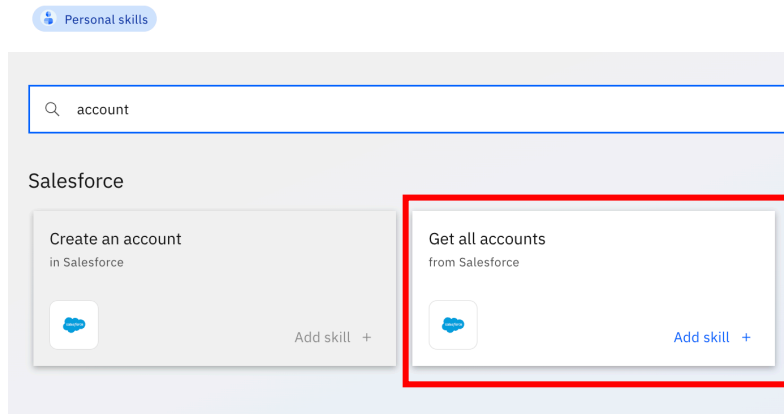 Personal skills
account
Salesforce
Create an account
in Salesforce
Add skill +
Get all accounts
from Salesforce
Add skill +